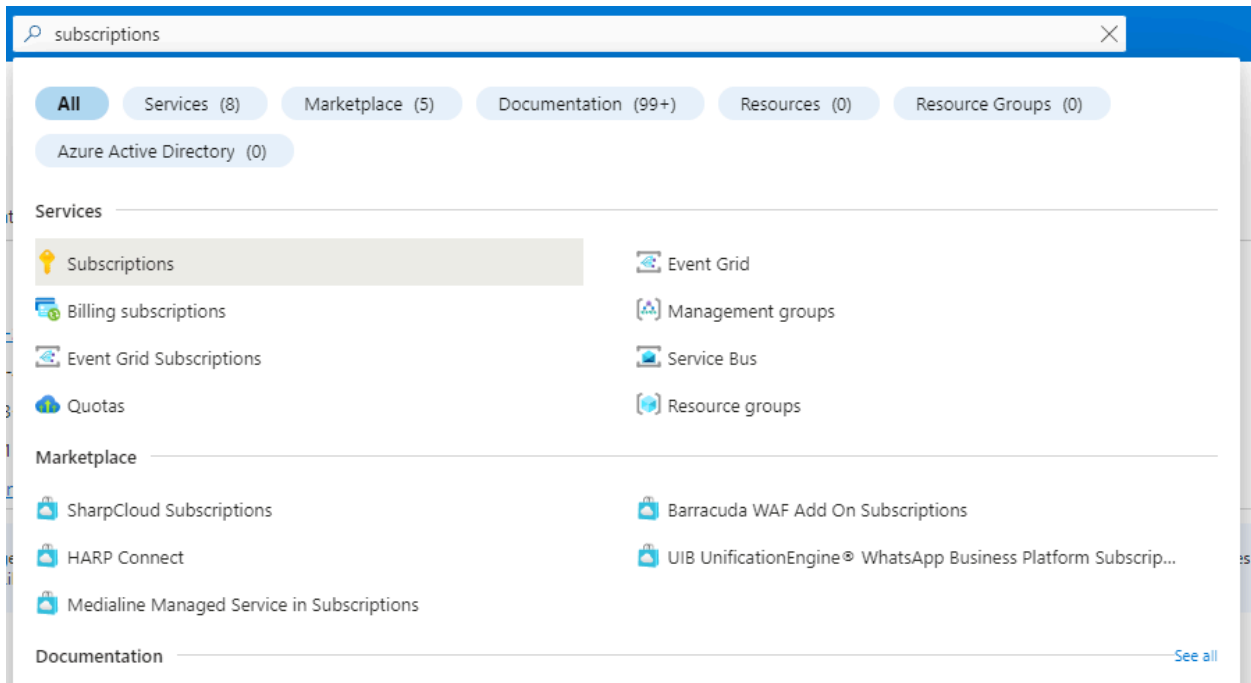 subscriptions
All Services (8) Marketplace (5) Documentation (99+) Resources (0) Resource Groups (0)
Azure Active Directory (0)
Services
Subscriptions
Event Grid
Billing subscriptions
Management groups
Event Grid Subscriptions
Service Bus
Quotas
Resource groups
Marketplace
SharpCloud Subscriptions
Barracuda WAF Add On Subscriptions
HARP Connect
UIB UnificationEngine® WhatsApp Business Platform Subscrip...
Medialine Managed Service in Subscriptions
Documentation
See all